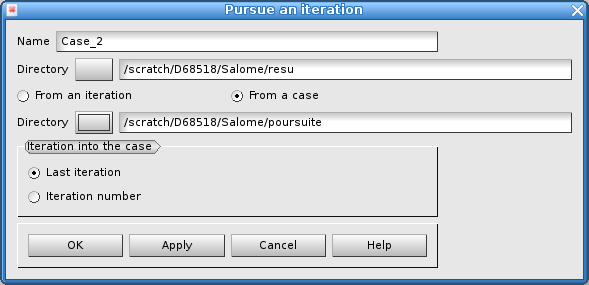 Pursue an iteration
Name Case_2
Directory /scratch/D68518/Salome/resu
From an iteration From a case
Directory /scratch/D68518/Salome/poursuite
Iteration into the case
Last iteration
Iteration number
OK Apply Cancel Help